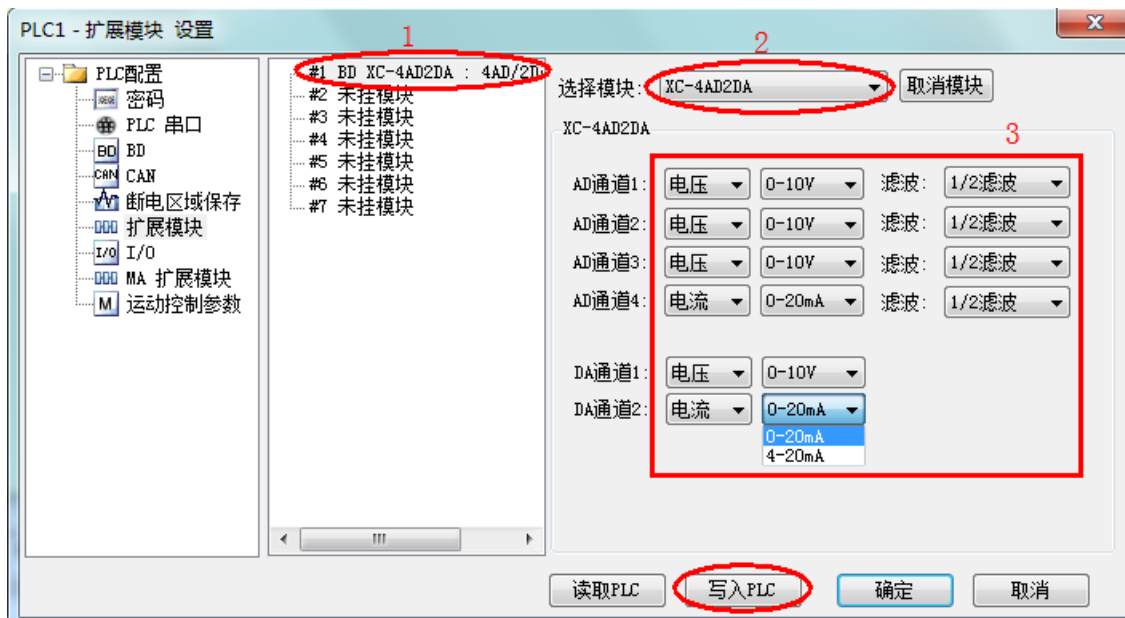 PLC1 - 扩展模块 设置
PLC配置
密码
PLC 串口
BD BD
CAN CAN
断电区域保存
扩展模块
I/O I/O
MA 扩展模块
M 运动控制参数
1
#1 BD XC-4AD2DA : 4AD/2D
#2 未挂模块
#3 未挂模块
#4 未挂模块
#5 未挂模块
#6 未挂模块
#7 未挂模块
2
选择模块: XC-4AD2DA 取消模块
XC-4AD2DA
3
AD通道1: 电压 0-10V 滤波: 1/2滤波
AD通道2: 电压 0-10V 滤波: 1/2滤波
AD通道3: 电压 0-10V 滤波: 1/2滤波
AD通道4: 电流 0-20mA 滤波: 1/2滤波
DA通道1: 电压 0-10V
DA通道2: 电流 0-20mA
0-20mA
4-20mA
读取PLC 写入PLC 确定 取消